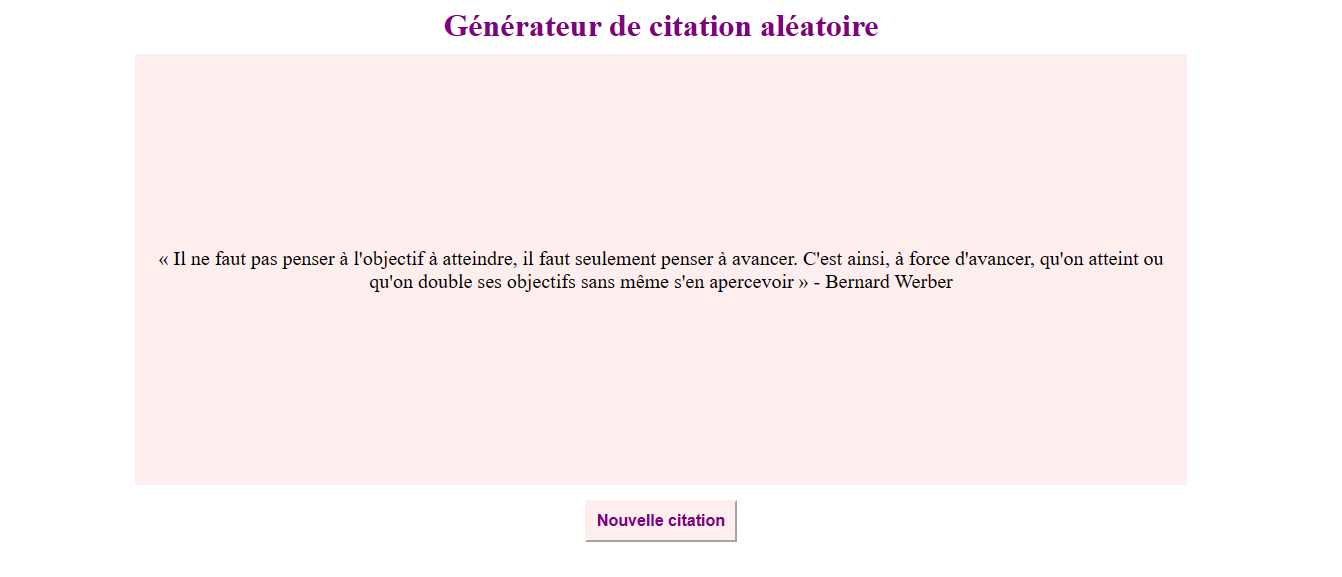 Générateur de citation aléatoire
« Il ne faut pas penser à l'objectif à atteindre, il faut seulement penser à avancer. C'est ainsi, à force d'avancer, qu'on atteint ou
qu'on double ses objectifs sans même s'en apercevoir » - Bernard Werber
Nouvelle citation